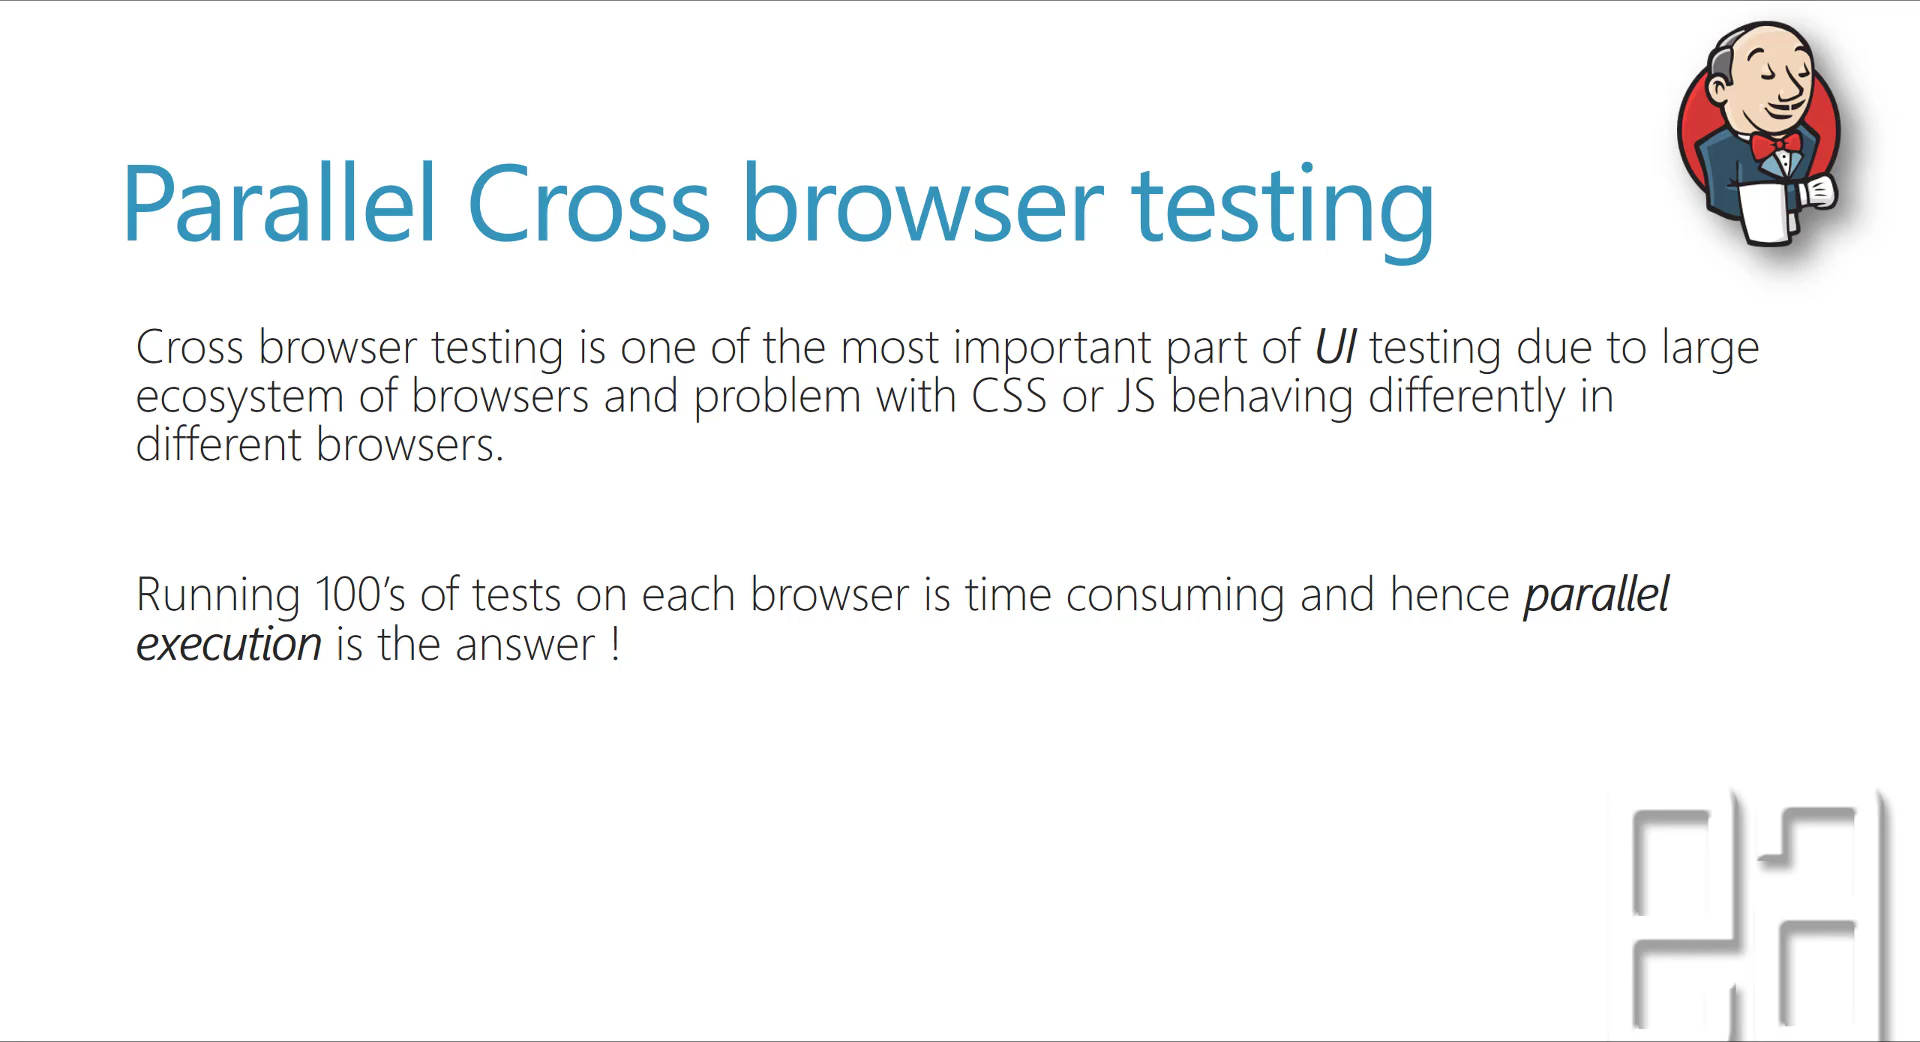 Parallel Cross browser testing
Cross browser testing is one of the most important part of UI testing due to large
ecosystem of browsers and problem with CSS or JS behaving differently in
different browsers.
Running 100’s of tests on each browser is time consuming and hence parallel
execution is the answer !